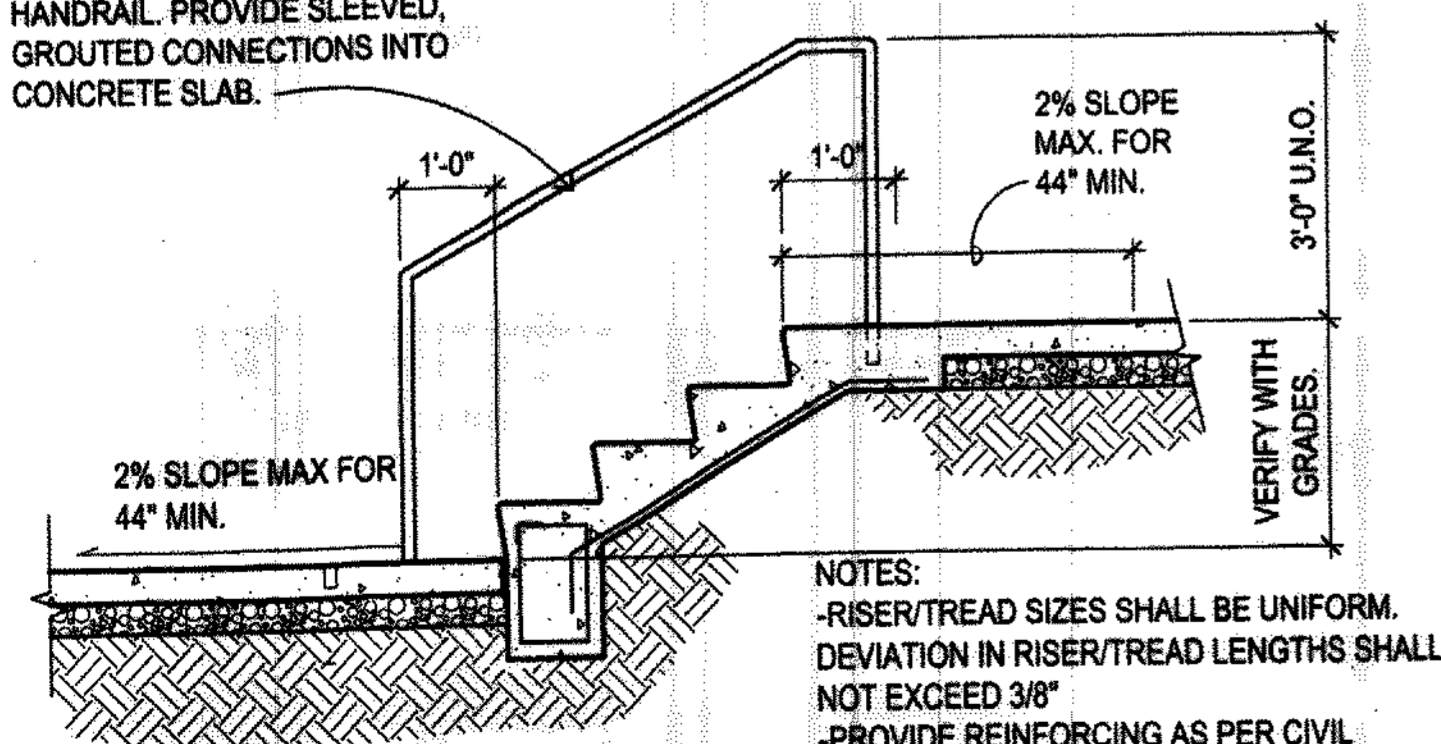 HANDRAIL. PROVIDE SLEEVED,
GROUTED CONNECTIONS INTO
CONCRETE SLAB.
1'-0"
1'-0"
2% SLOPE
MAX. FOR
44" MIN.
3'-0" U.N.O.
2% SLOPE MAX FOR
44" MIN.
VERIFY WITH
GRADES.
NOTES:
-RISER/TREAD SIZES SHALL BE UNIFORM.
DEVIATION IN RISER/TREAD LENGTHS SHALL
NOT EXCEED 3/8"
-PROVIDE REINFORCING AS PER CIVIL